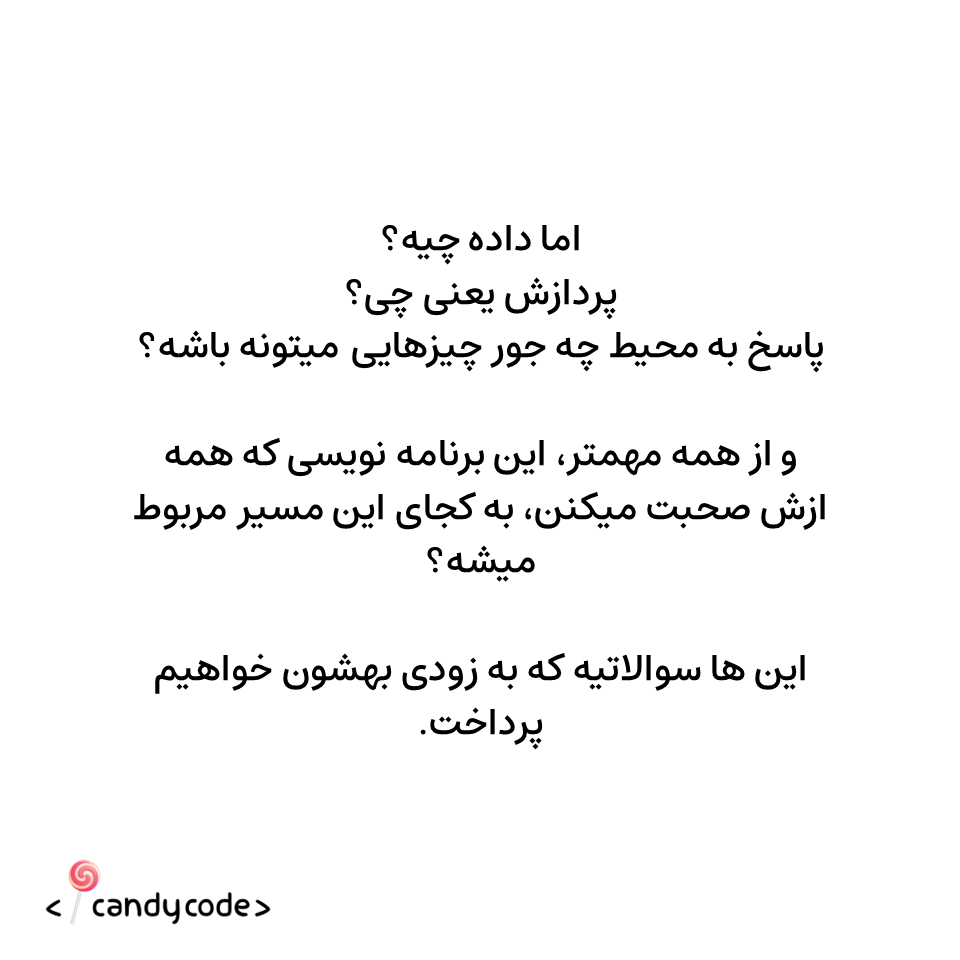 اما داده چیه؟
پردازش یعنی چی؟
پاسخ به محیط چه جور چیزهایی میتونه باشه؟
و از همه مهمتر، این برنامه نویسی که همه
ازش صحبت میکنن، به کجای این مسیر مربوط
میشه؟
این ها سوالاتیه که به زودی بهشون خواهیم
پرداخت.
</candycode>